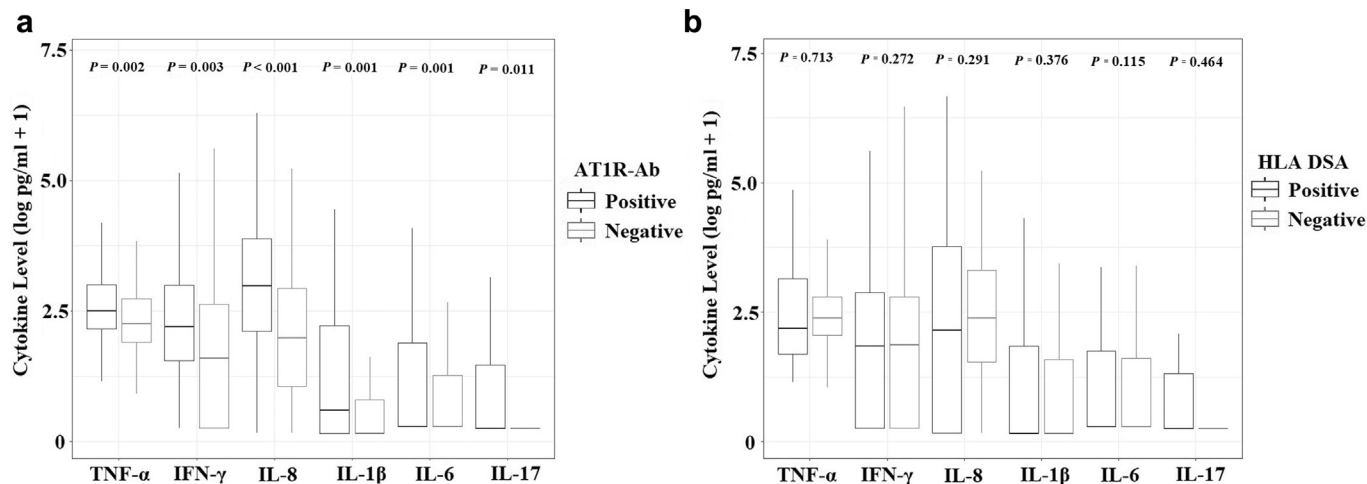 a
7.5
5.0
2.5
0
Cytokine Level (log pg/ml + 1)
P = 0.002 P = 0.003 P < 0.001 P = 0.001 P = 0.001 P = 0.011
TNF-α IFN-γ IL-8 IL-1β IL-6 IL-17
AT1R-Ab
Positive
Negative
b
7.5
5.0
2.5
0
Cytokine Level (log pg/ml + 1)
P = 0.713 P = 0.272 P = 0.291 P = 0.376 P = 0.115 P = 0.464
TNF-α IFN-γ IL-8 IL-1β IL-6 IL-17
HLA DSA
Positive
Negative